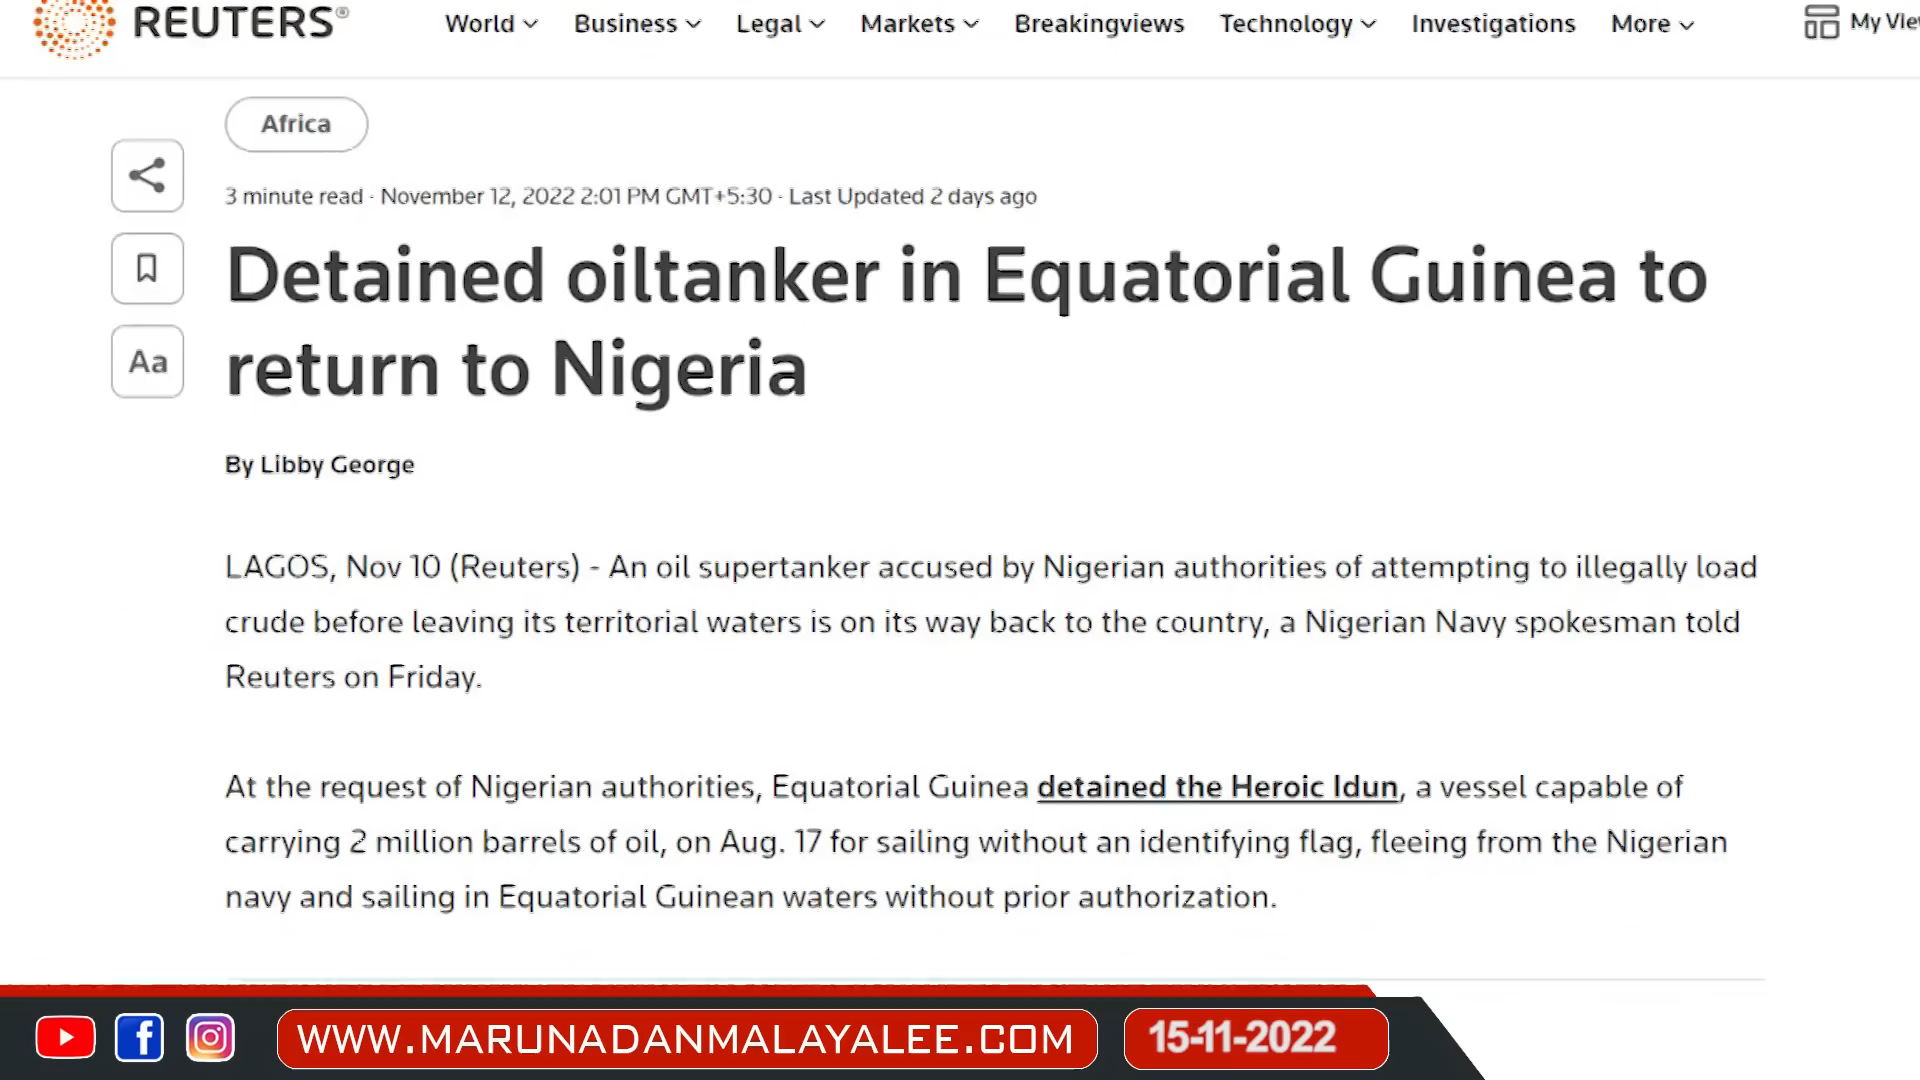 REUTERS®
World Business Legal Markets Breakingviews Technology Investigations More My Vie
Africa
3 minute read · November 12, 2022 2:01 PM GMT+5:30 · Last Updated 2 days ago
Detained oiltanker in Equatorial Guinea to
return to Nigeria
Aa
By Libby George
LAGOS, Nov 10 (Reuters) - An oil supertanker accused by Nigerian authorities of attempting to illegally load
crude before leaving its territorial waters is on its way back to the country, a Nigerian Navy spokesman told
Reuters on Friday.
At the request of Nigerian authorities, Equatorial Guinea detained the Heroic Idun, a vessel capable of
carrying 2 million barrels of oil, on Aug. 17 for sailing without an identifying flag, fleeing from the Nigerian
navy and sailing in Equatorial Guinean waters without prior authorization.
WWW.MARUNADANMALAYALEE.COM 15-11-2022